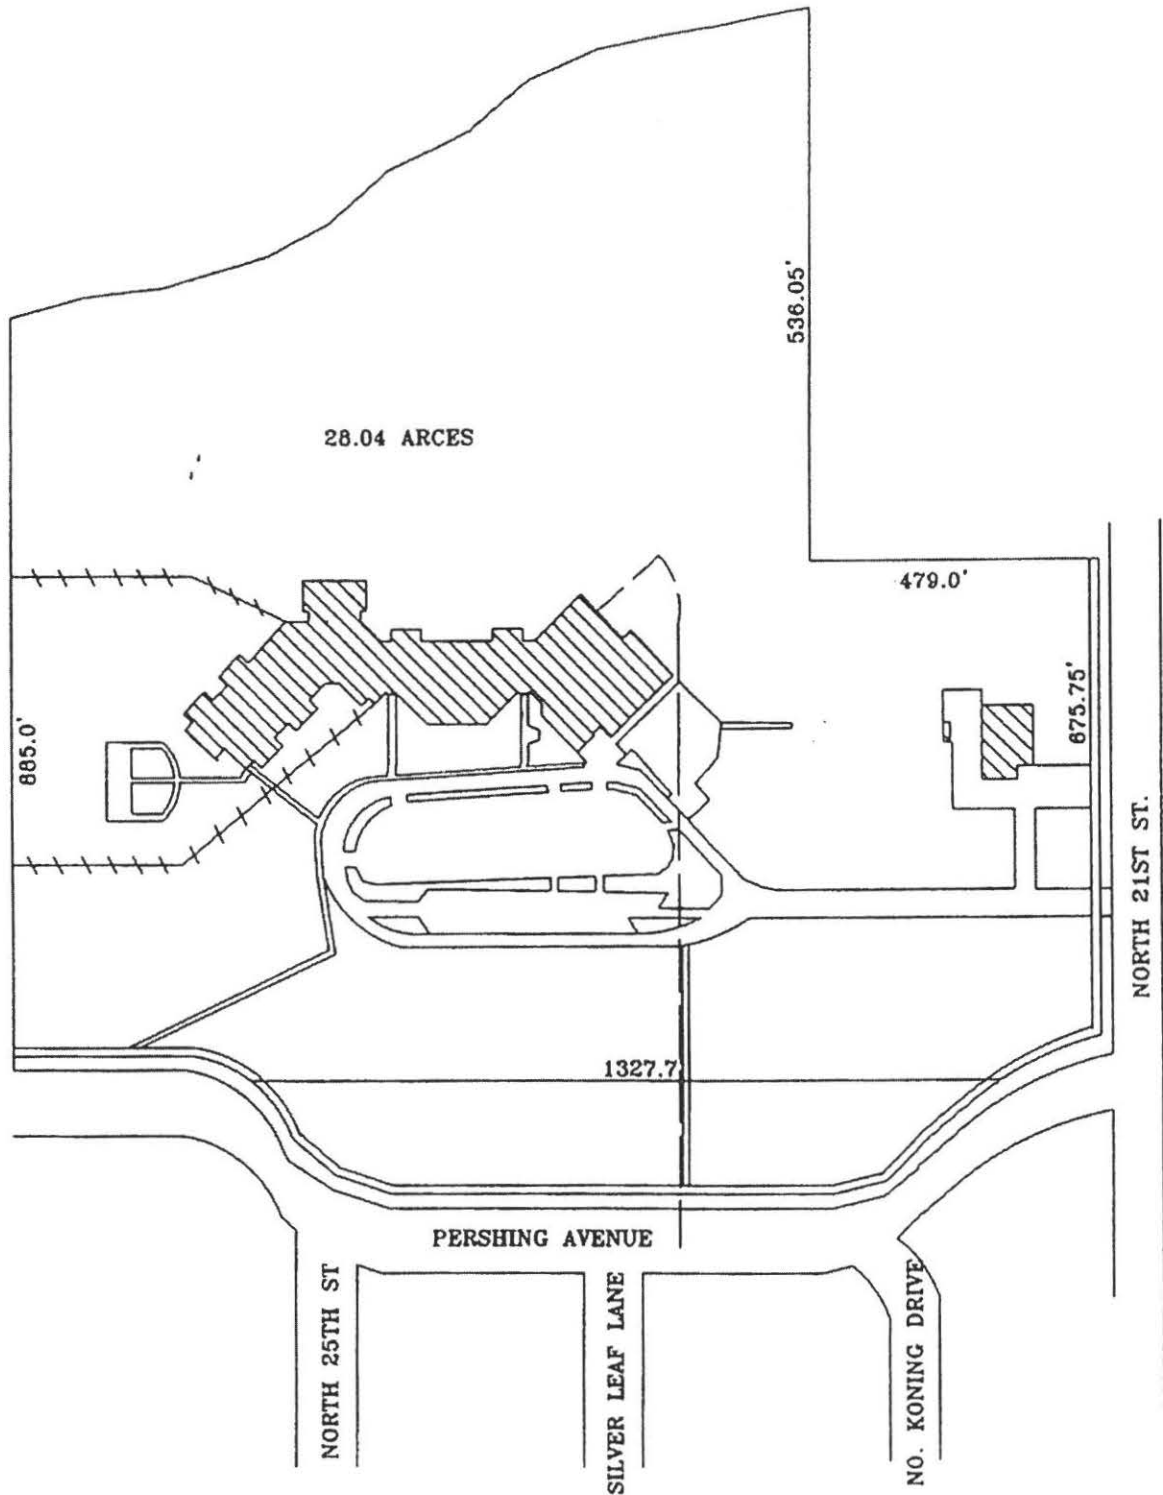 536.05'
28.04 ARCES
479.0'
885.0'
675.75'
NORTH 21ST ST.
1327.7
PERSHING AVENUE
NORTH 25TH ST
SILVER LEAF LANE
NO. KONING DRIVE